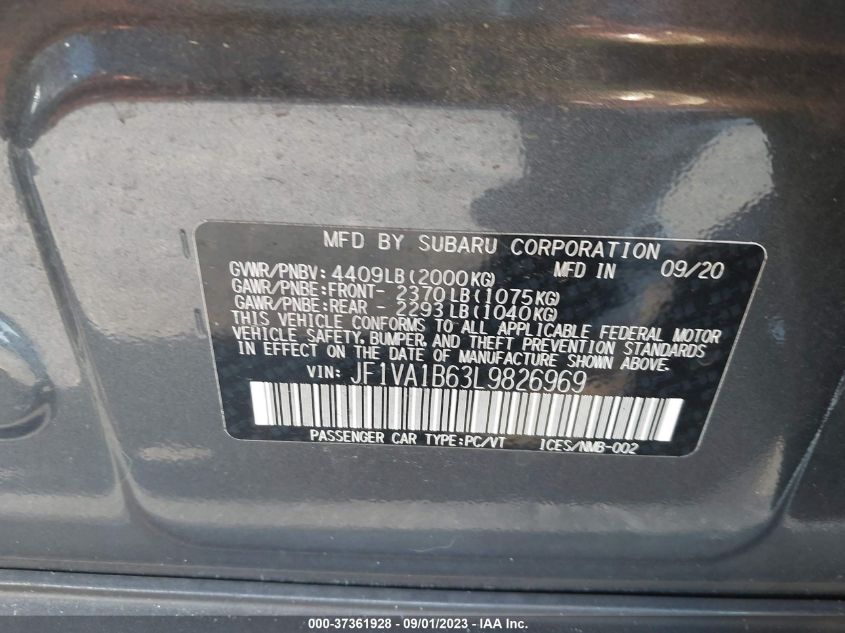 MFD BY SUBARU CORPORATION
GVWR/PNBV: 4409LB(2000KG) MFD IN 09/20
GAWR/PNBE:FRONT- 2370LB(1075KG)
GAWR/PNBE:REAR - 2293LB(1040KG)
THIS VEHICLE CONFORMS TO ALL APPLICABLE FEDERAL MOTOR
VEHICLE SAFETY, BUMPER, AND THEFT PREVENTION STANDARDS
IN EFFECT ON THE DATE OF MANUFACTURE SHOWN ABOVE.
VIN: JF1VA1B63L9826969
PASSENGER CAR TYPE:PC/VT ICES/NMB-002
000-37361928 - 09/01/2023 - IAA Inc.